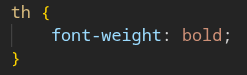 th {
    font-weight: bold;
}